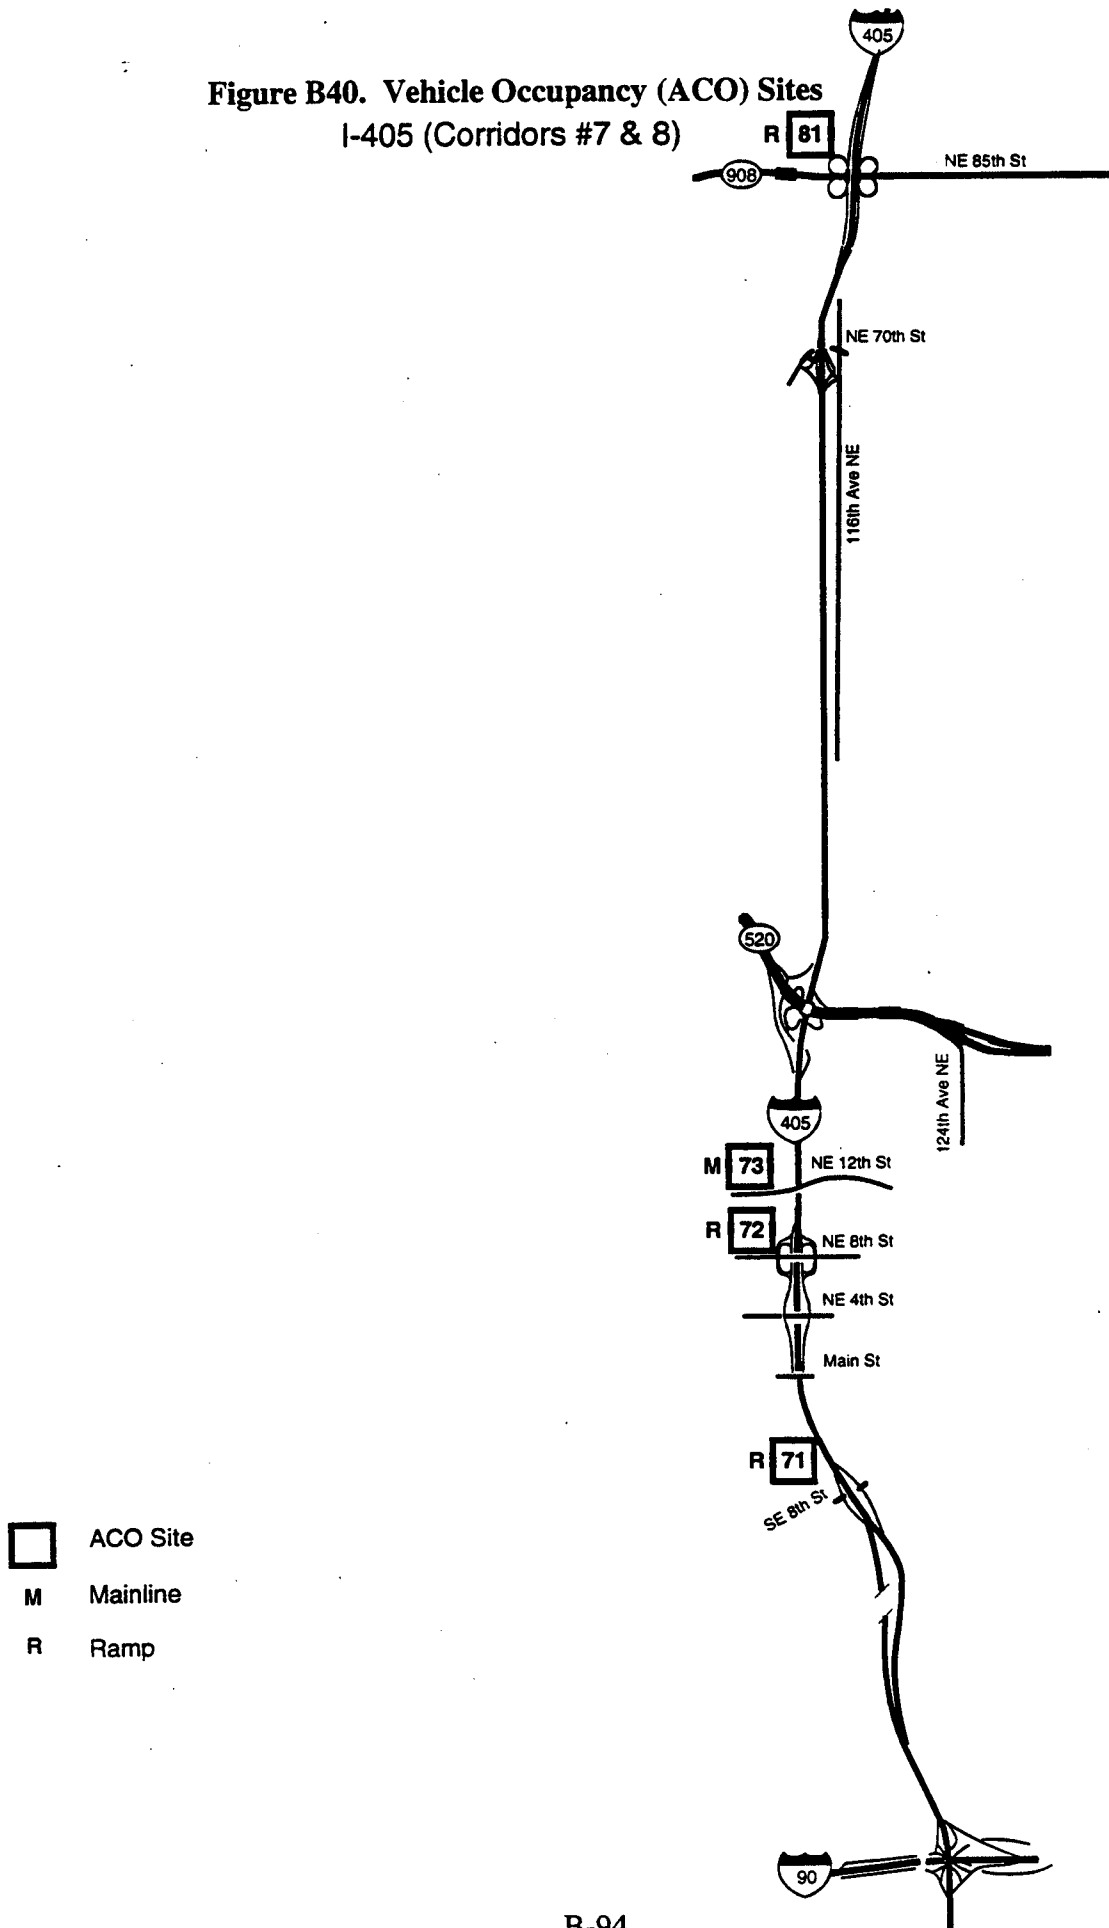 405
Figure B40. Vehicle Occupancy (ACO) Sites
I-405 (Corridors #7 & 8)
R 81
908
NE 85th St
NE 70th St
116th Ave NE
520
124th Ave NE
405
M 73
NE 12th St
R 72
NE 8th St
NE 4th St
Main St
R 71
SE 8th St
ACO Site
M Mainline
R Ramp
90
B-94